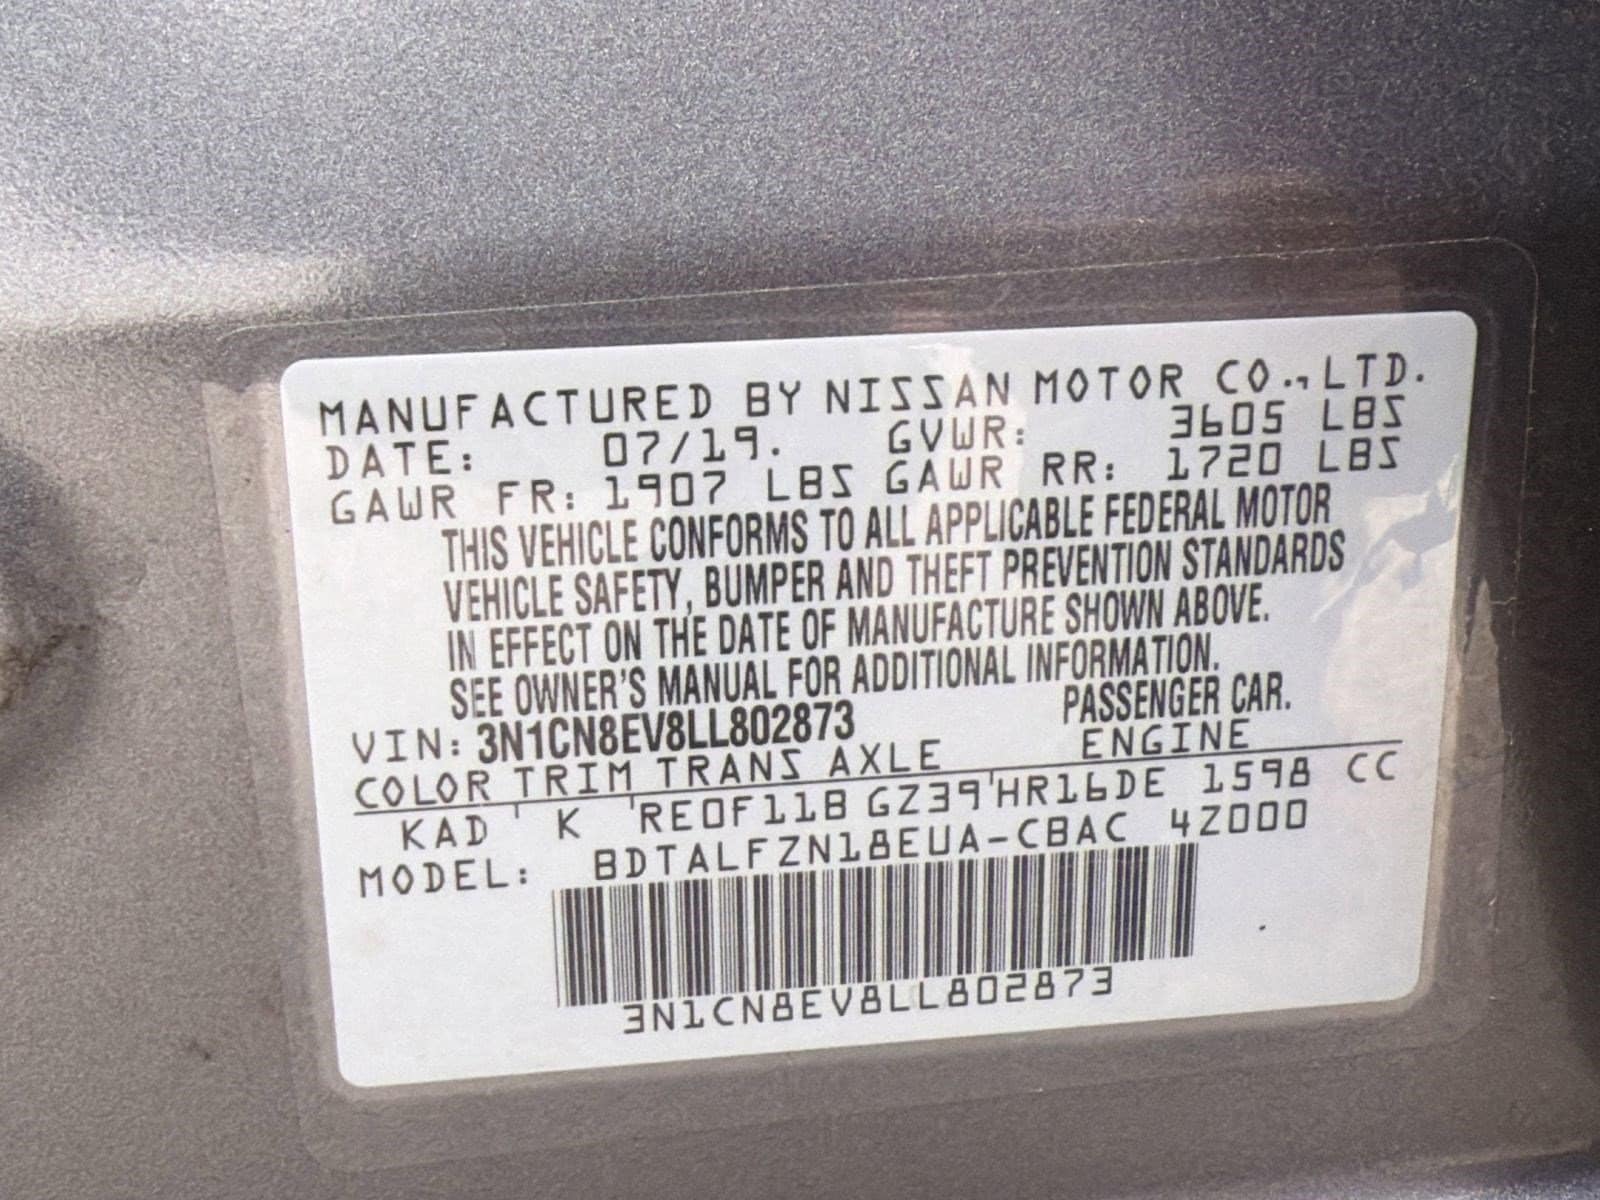 MANUFACTURED BY NISSAN MOTOR CO., LTD.
DATE: 07/19. GVWR: 3605 LBS
GAWR FR: 1907 LBS GAWR RR: 1720 LBS
THIS VEHICLE CONFORMS TO ALL APPLICABLE FEDERAL MOTOR
VEHICLE SAFETY, BUMPER AND THEFT PREVENTION STANDARDS
IN EFFECT ON THE DATE OF MANUFACTURE SHOWN ABOVE.
SEE OWNER'S MANUAL FOR ADDITIONAL INFORMATION.
VIN: 3N1CN8EV8LL802873 PASSENGER CAR.
COLOR TRIM TRANS AXLE ENGINE
KAD ' K 'RE0F11B GZ39'HR16DE 1598 CC
MODEL: BDTALFZN18EUA-CBAC 4Z000
3N1CN8EV8LL802873